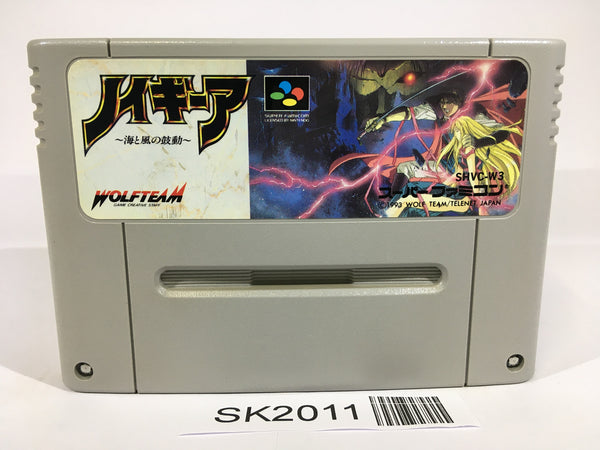 ノイギーア
～海と風の鼓動～
SUPER FAMICOM
LICENSED BY NINTENDO
WOLFTEAM
GAME CREATIVE STAFF
SHVC-W3
スーパーファミコン
©1993 WOLF TEAM/TELENET JAPAN
SK2011